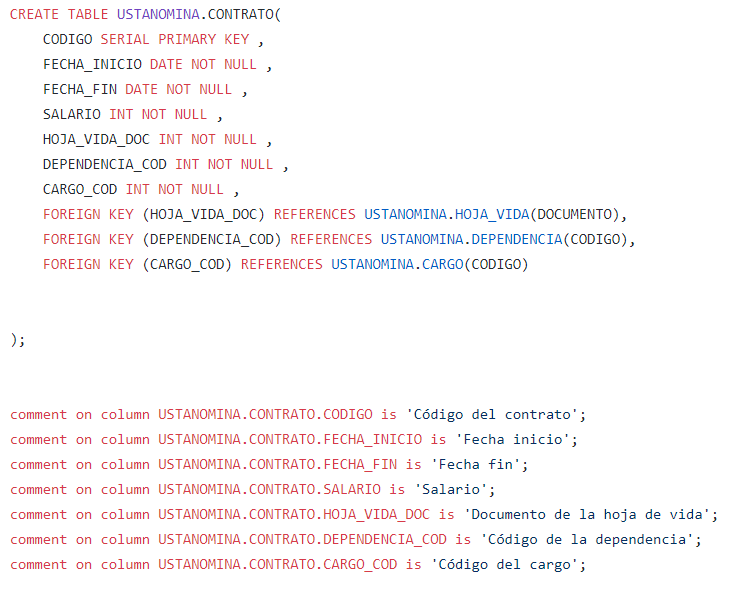 CREATE TABLE USTANOMINA.CONTRATO(
    CODIGO SERIAL PRIMARY KEY ,
    FECHA_INICIO DATE NOT NULL ,
    FECHA_FIN DATE NOT NULL ,
    SALARIO INT NOT NULL ,
    HOJA_VIDA_DOC INT NOT NULL ,
    DEPENDENCIA_COD INT NOT NULL ,
    CARGO_COD INT NOT NULL ,
    FOREIGN KEY (HOJA_VIDA_DOC) REFERENCES USTANOMINA.HOJA_VIDA(DOCUMENTO),
    FOREIGN KEY (DEPENDENCIA_COD) REFERENCES USTANOMINA.DEPENDENCIA(CODIGO),
    FOREIGN KEY (CARGO_COD) REFERENCES USTANOMINA.CARGO(CODIGO)
);
comment on column USTANOMINA.CONTRATO.CODIGO is 'Código del contrato';
comment on column USTANOMINA.CONTRATO.FECHA_INICIO is 'Fecha inicio';
comment on column USTANOMINA.CONTRATO.FECHA_FIN is 'Fecha fin';
comment on column USTANOMINA.CONTRATO.SALARIO is 'Salario';
comment on column USTANOMINA.CONTRATO.HOJA_VIDA_DOC is 'Documento de la hoja de vida';
comment on column USTANOMINA.CONTRATO.DEPENDENCIA_COD is 'Código de la dependencia';
comment on column USTANOMINA.CONTRATO.CARGO_COD is 'Código del cargo';